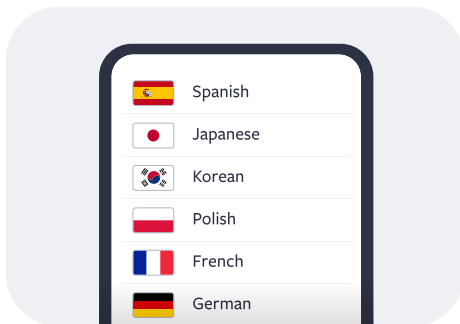 Spanish
Japanese
Korean
Polish
French
German